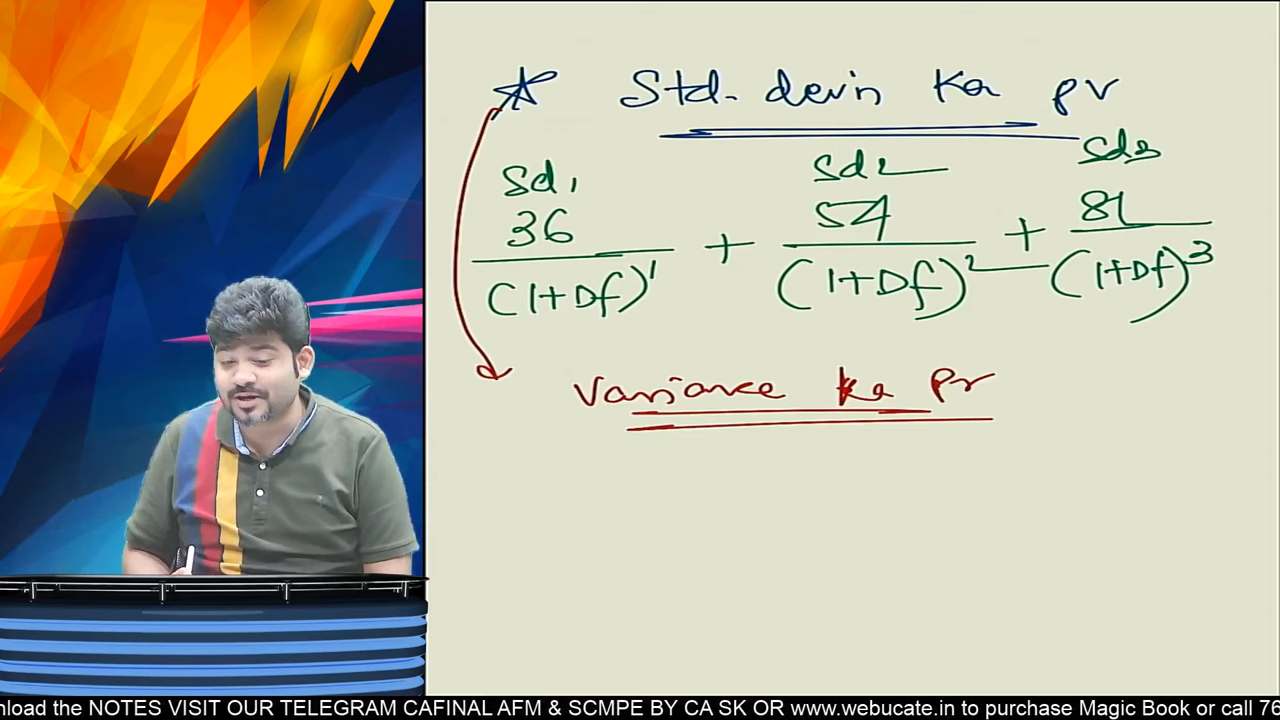 Std. devin Ka pv
Sd1 Sd2 Sd3
36 54 81
(1+Df)^1 + (1+Df)^2 + (1+Df)^3
Variance Ka pv
nload the NOTES VISIT OUR TELEGRAM CAFINAL AFM & SCMPE BY CA SK OR www.webucate.in to purchase Magic Book or call 76